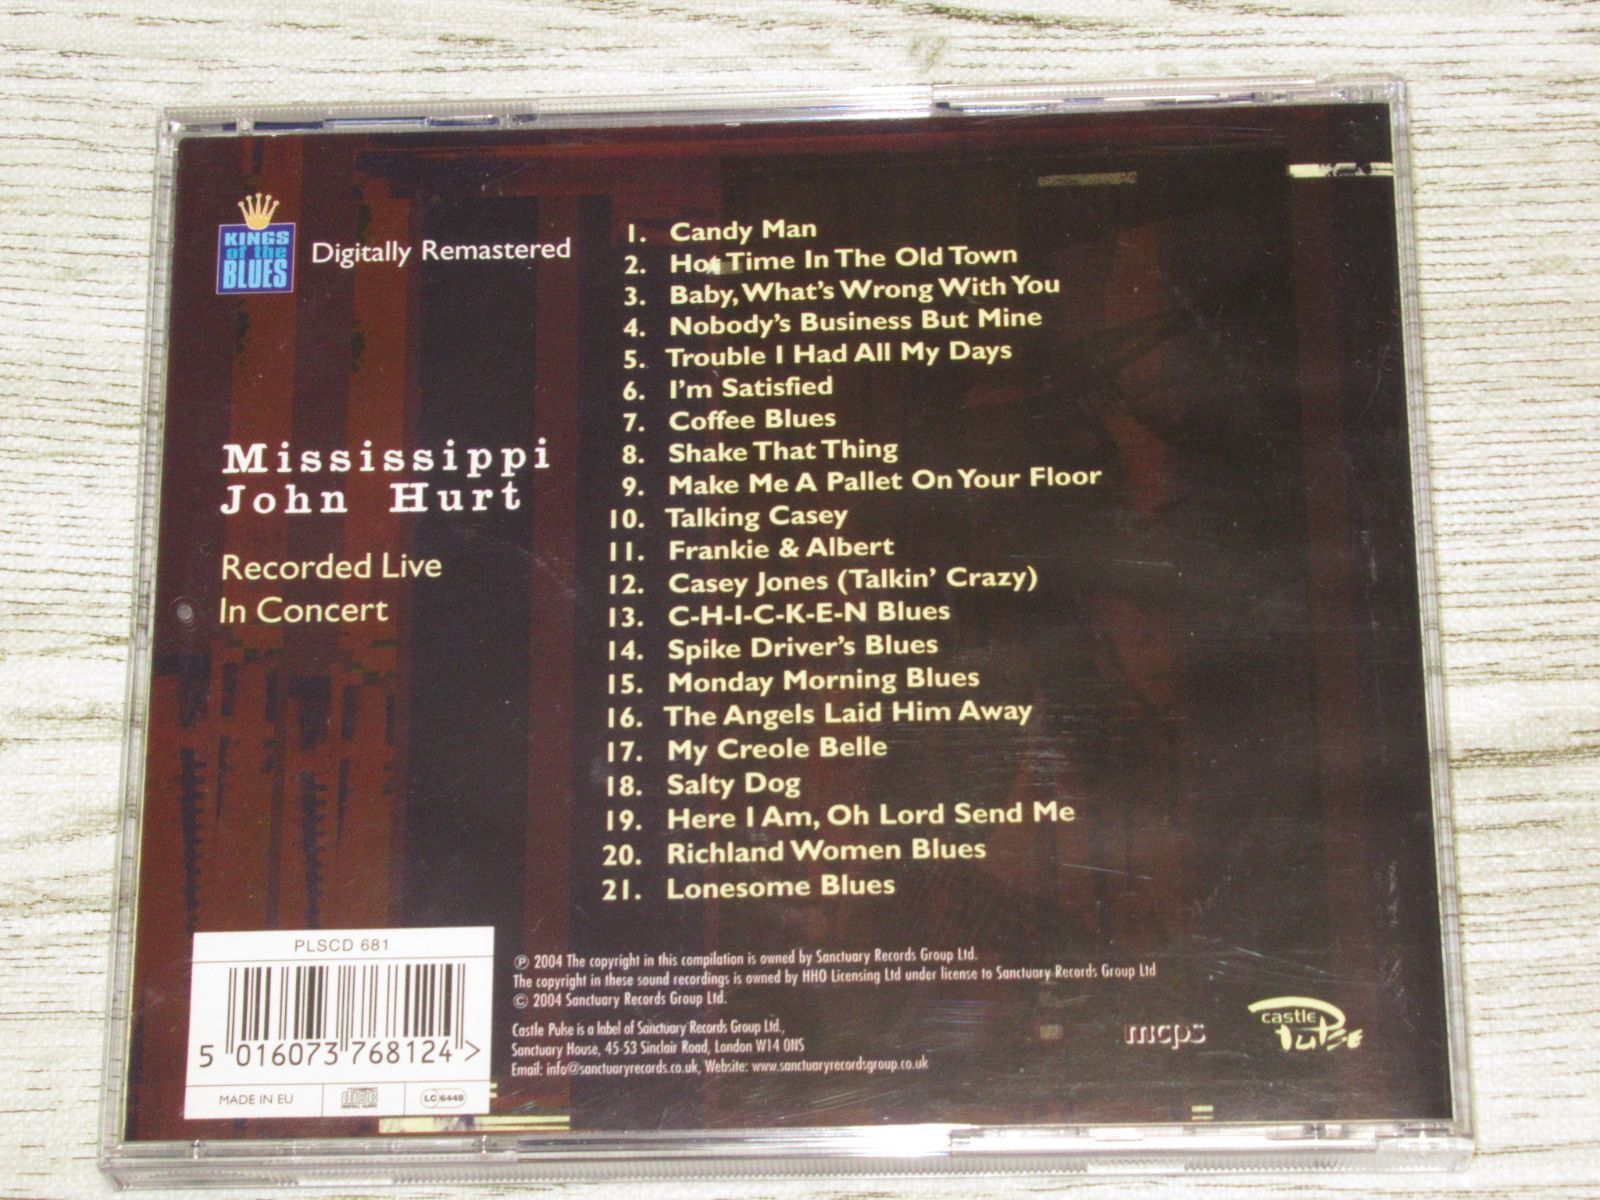 KINGS
of the
BLUES
Digitally Remastered
Mississippi
John Hurt
Recorded Live
In Concert
1. Candy Man
2. Hot Time In The Old Town
3. Baby, What's Wrong With You
4. Nobody's Business But Mine
5. Trouble I Had All My Days
6. I'm Satisfied
7. Coffee Blues
8. Shake That Thing
9. Make Me A Pallet On Your Floor
10. Talking Casey
11. Frankie & Albert
12. Casey Jones (Talkin' Crazy)
13. C-H-I-C-K-E-N Blues
14. Spike Driver's Blues
15. Monday Morning Blues
16. The Angels Laid Him Away
17. My Creole Belle
18. Salty Dog
19. Here I Am, Oh Lord Send Me
20. Richland Women Blues
21. Lonesome Blues
PLSCD 681
5 016073 768124 >
MADE IN EU
COMPACT
disc
DIGITAL AUDIO
LC 6448
℗ 2004 The copyright in this compilation is owned by Sanctuary Records Group Ltd.
The copyright in these sound recordings is owned by HHO Licensing Ltd under license to Sanctuary Records Group Ltd
© 2004 Sanctuary Records Group Ltd.
Castle Pulse is a label of Sanctuary Records Group Ltd.,
Sanctuary House, 45-53 Sinclair Road, London W14 0NS
Email: info@sanctuaryrecords.co.uk, Website: www.sanctuaryrecordsgroup.co.uk
mcps
castle
PULSE